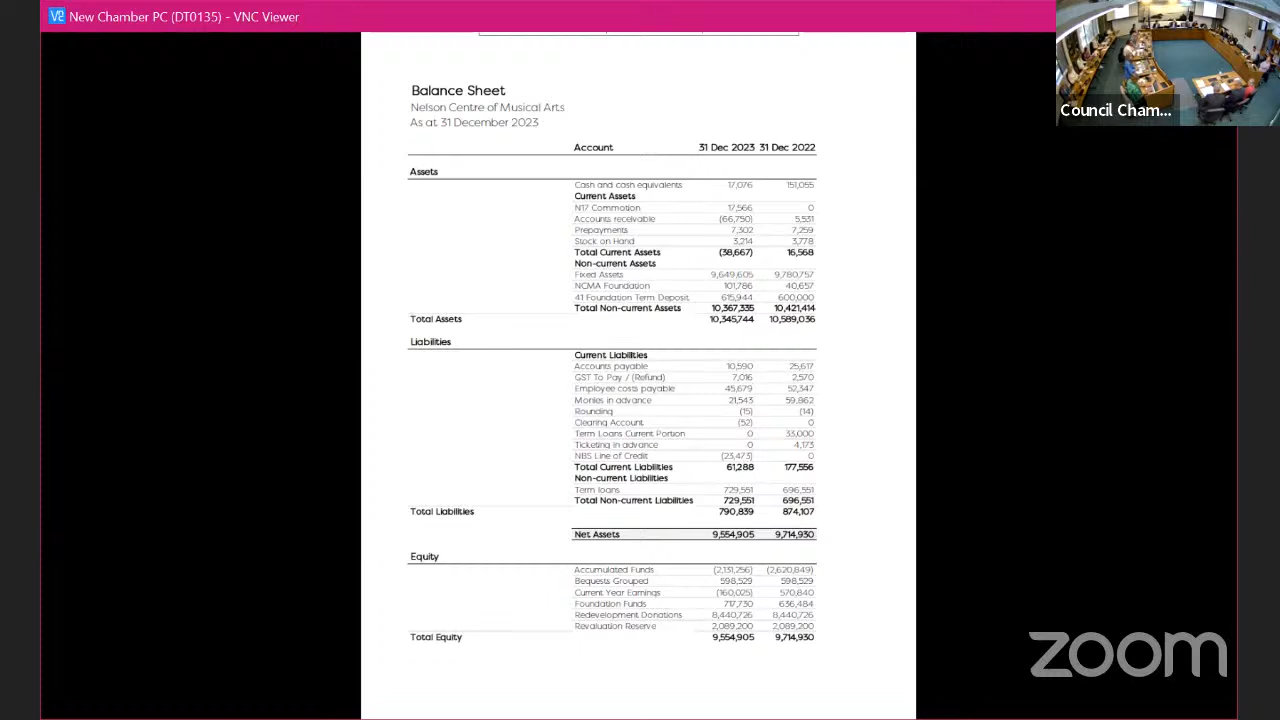 New Chamber PC (DT0135) - VNC Viewer
Council Cham...
Balance Sheet
Nelson Centre of Musical Arts
As at 31 December 2023
Account 31 Dec 2023 31 Dec 2022
Assets
Cash and cash equivalents 17,076 151,055
Current Assets
N17 Commotion 17,566 0
Accounts receivable (66,750) 5,531
Prepayments 7,302 7,259
Stock on Hand 3,214 3,778
Total Current Assets (38,667) 16,568
Non-current Assets
Fixed Assets 9,649,605 9,780,757
NCMA Foundation 101,786 40,657
41 Foundation Term Deposit 615,944 600,000
Total Non-current Assets 10,367,335 10,421,414
Total Assets 10,345,744 10,589,036
Liabilities
Current Liabilities
Accounts payable 10,590 25,617
GST To Pay / (Refund) 7,016 2,570
Employee costs payable 45,679 52,347
Monies in advance 21,543 59,862
Rounding (15) (14)
Clearing Account (52) 0
Term Loans Current Portion 0 33,000
Ticketing in advance 0 4,173
NBS Line of Credit (23,473) 0
Total Current Liabilities 61,288 177,556
Non-current Liabilities
Term loans 729,551 696,551
Total Non-current Liabilities 729,551 696,551
Total Liabilities 790,839 874,107
Net Assets 9,554,905 9,714,930
Equity
Accumulated Funds (2,131,256) (2,620,849)
Bequests Grouped 598,529 598,529
Current Year Earnings (160,025) 570,840
Foundation Funds 717,730 636,484
Redevelopment Donations 8,440,726 8,440,726
Revaluation Reserve 2,089,200 2,089,200
Total Equity 9,554,905 9,714,930
zoom